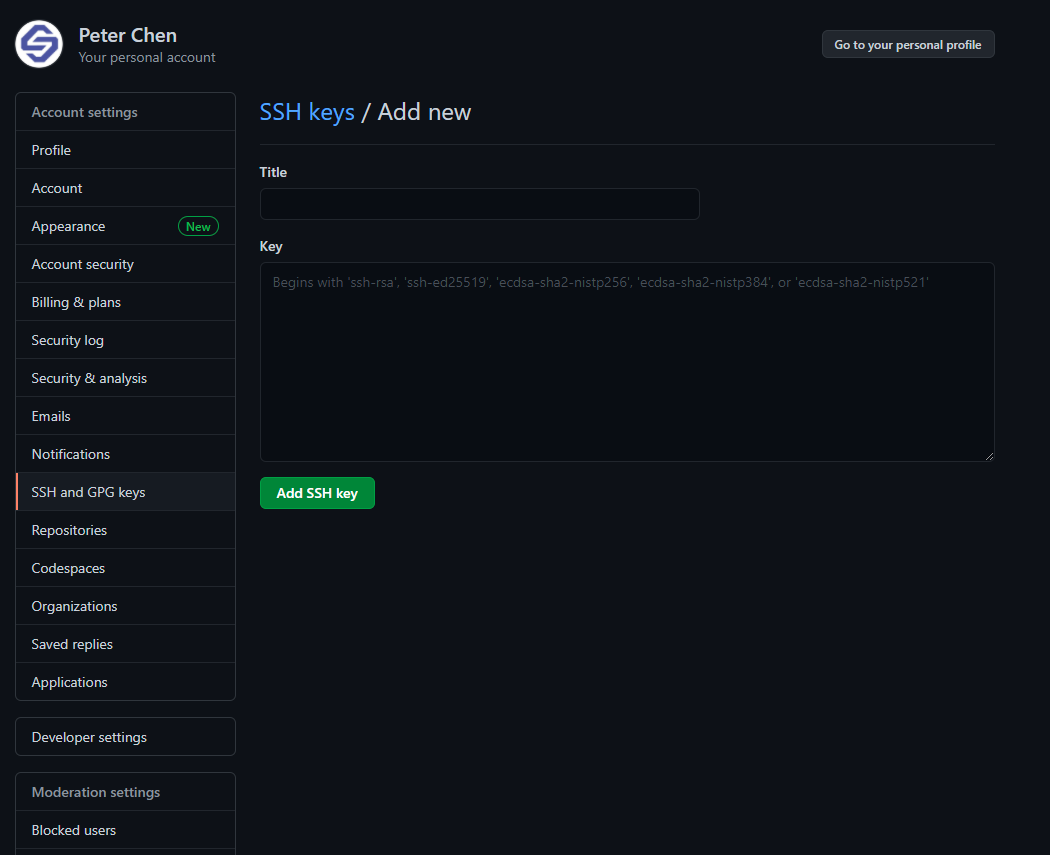 Peter Chen
Your personal account
Go to your personal profile
Account settings
Profile
Account
Appearance New
Account security
Billing & plans
Security log
Security & analysis
Emails
Notifications
SSH and GPG keys
Repositories
Codespaces
Organizations
Saved replies
Applications
Developer settings
Moderation settings
Blocked users
SSH keys / Add new
Title
Key
Begins with 'ssh-rsa', 'ssh-ed25519', 'ecdsa-sha2-nistp256', 'ecdsa-sha2-nistp384', or 'ecdsa-sha2-nistp521'
Add SSH key